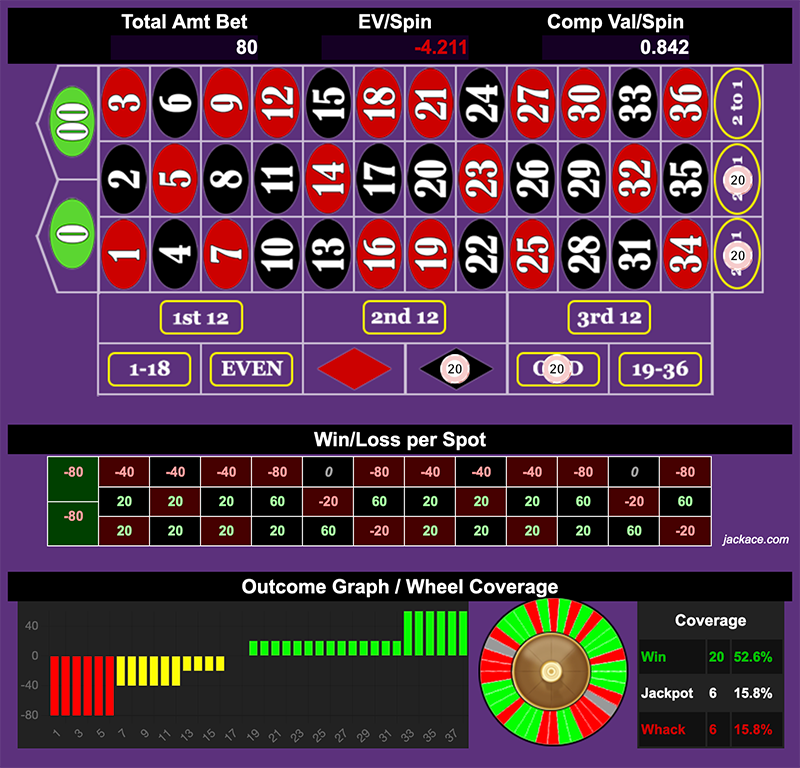 Total Amt Bet EV/Spin Comp Val/Spin
80 -4.211 0.842
00 3 6 9 12 15 18 21 24 27 30 33 36 2 to 1
2 5 8 11 14 17 20 23 26 29 32 35 20 1
0 1 4 7 10 13 16 19 22 25 28 31 34 20 1
1st 12 2nd 12 3rd 12
1-18 EVEN 20 20 19-36
Win/Loss per Spot
-80 -40 -40 -40 -80 0 -80 -40 -40 -40 -80 0 -80
20 20 20 60 -20 60 20 20 20 60 -20 60
-80 20 20 20 20 60 -20 20 20 20 20 60 -20
jackace.com
Outcome Graph / Wheel Coverage
40
0
-40
-80
1 3 5 7 9 11 13 15 17 19 21 23 25 27 29 31 33 35 37
Coverage
Win 20 52.6%
Jackpot 6 15.8%
Whack 6 15.8%